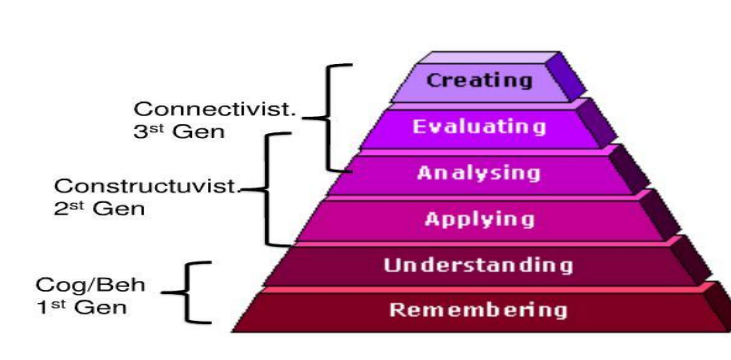 Creating
Connectivist.
3st Gen
Evaluating
Analysing
Constructuvist.
2st Gen
Applying
Understanding
Cog/Beh
1st Gen
Remembering